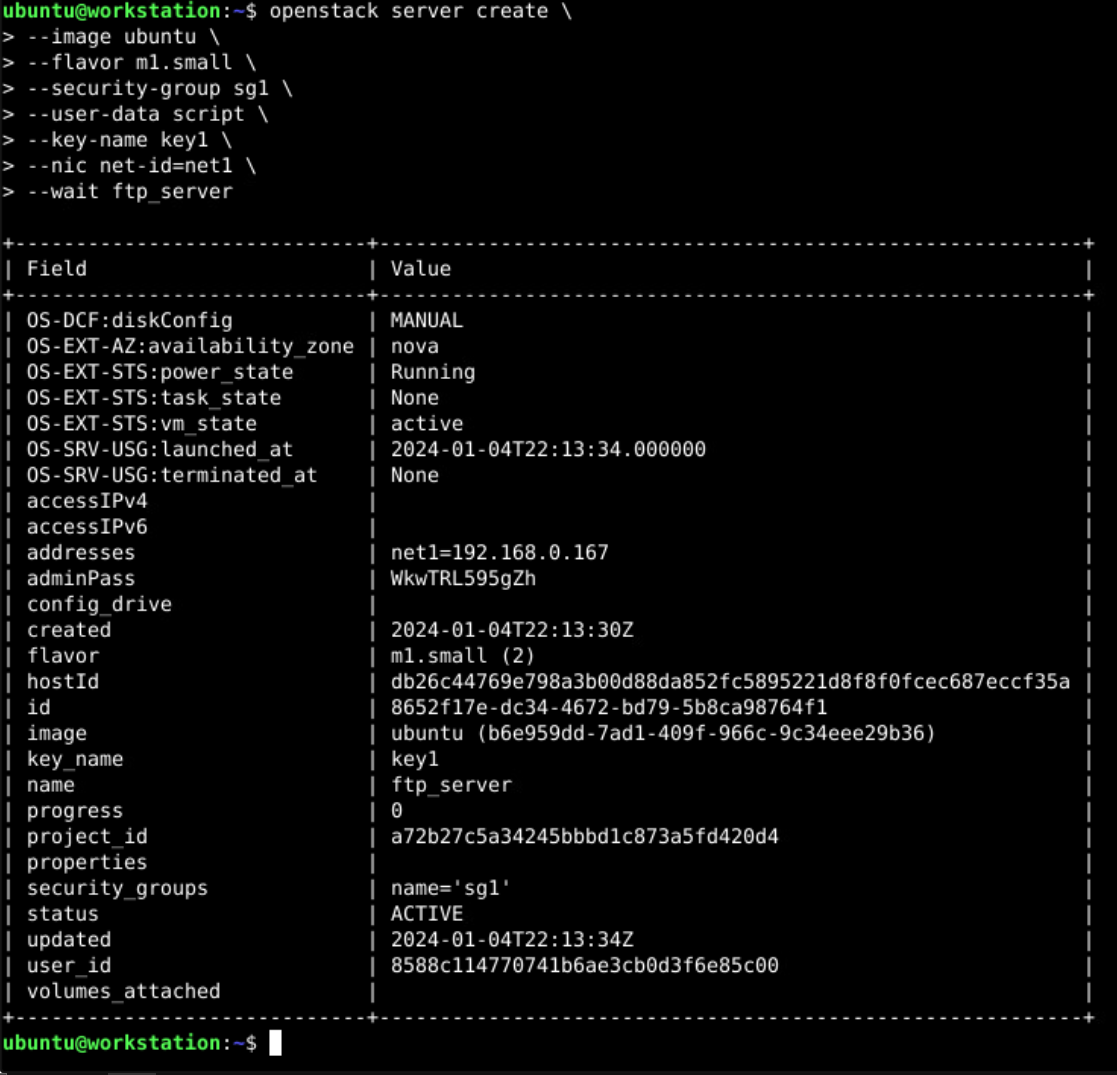 ubuntu@workstation:~$ openstack server create \
> --image ubuntu \
> --flavor m1.small \
> --security-group sg1 \
> --user-data script \
> --key-name key1 \
> --nic net-id=net1 \
> --wait ftp_server
+-----------------------------+----------------------------------------------------------+
| Field                       | Value                                                    |
+-----------------------------+----------------------------------------------------------+
| OS-DCF:diskConfig           | MANUAL                                                   |
| OS-EXT-AZ:availability_zone | nova                                                     |
| OS-EXT-STS:power_state      | Running                                                  |
| OS-EXT-STS:task_state       | None                                                     |
| OS-EXT-STS:vm_state         | active                                                   |
| OS-SRV-USG:launched_at      | 2024-01-04T22:13:34.000000                               |
| OS-SRV-USG:terminated_at    | None                                                     |
| accessIPv4                  |                                                          |
| accessIPv6                  |                                                          |
| addresses                   | net1=192.168.0.167                                       |
| adminPass                   | WkwTRL595gZh                                             |
| config_drive                |                                                          |
| created                     | 2024-01-04T22:13:30Z                                     |
| flavor                      | m1.small (2)                                             |
| hostId                      | db26c44769e798a3b00d88da852fc5895221d8f8f0fcec687eccf35a |
| id                          | 8652f17e-dc34-4672-bd79-5b8ca98764f1                     |
| image                       | ubuntu (b6e959dd-7ad1-409f-966c-9c34eee29b36)            |
| key_name                    | key1                                                     |
| name                        | ftp_server                                               |
| progress                    | 0                                                        |
| project_id                  | a72b27c5a34245bbbd1c873a5fd420d4                         |
| properties                  |                                                          |
| security_groups             | name='sg1'                                               |
| status                      | ACTIVE                                                   |
| updated                     | 2024-01-04T22:13:34Z                                     |
| user_id                     | 8588c114770741b6ae3cb0d3f6e85c00                         |
| volumes_attached            |                                                          |
+-----------------------------+----------------------------------------------------------+
ubuntu@workstation:~$